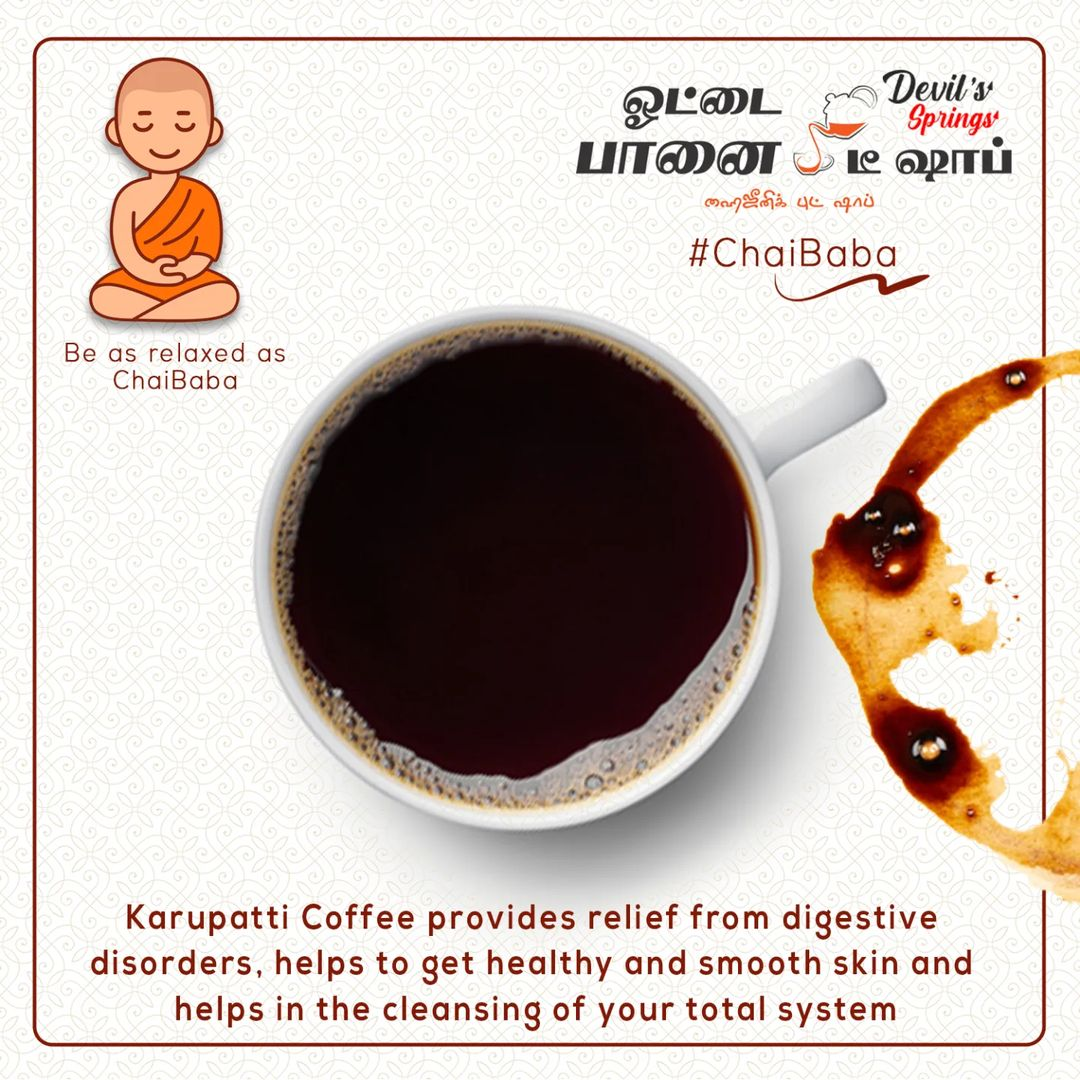 ஓட்டை
பானை டீ ஷாப்
Devil's
Springs
ஹைஜீனிக் புட் ஷாப்
#ChaiBaba
Be as relaxed as
ChaiBaba
Karupatti Coffee provides relief from digestive
disorders, helps to get healthy and smooth skin and
helps in the cleansing of your total system